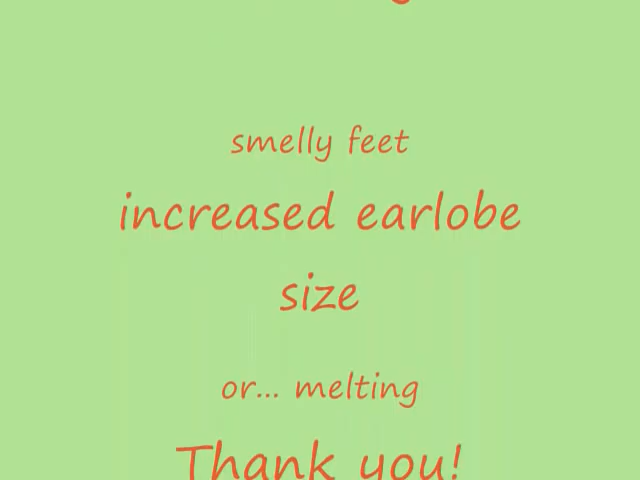 smelly feet
increased earlobe
size
or... melting
Thank you!